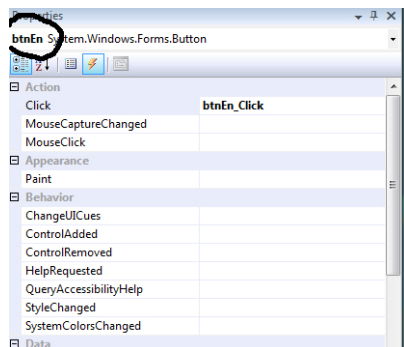 Properties
btnEn System.Windows.Forms.Button
Action
Click btnEn_Click
MouseCaptureChanged
MouseClick
Appearance
Paint
Behavior
ChangeUICues
ControlAdded
ControlRemoved
HelpRequested
QueryAccessibilityHelp
StyleChanged
SystemColorsChanged
Data